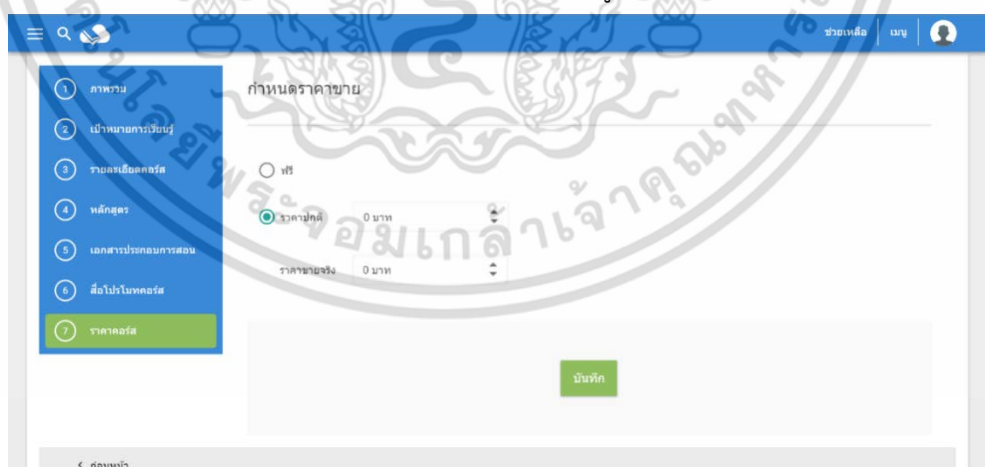 ช่วยเหลือ
เมนู
1 ภาพรวม
2 เป้าหมายการเรียนรู้
3 รายละเอียดคอร์ส
4 หลักสูตร
5 เอกสารประกอบการสอน
6 สื่อโปรโมทคอร์ส
7 ราคาคอร์ส
กำหนดราคาขาย
ฟรี
ราคาปกติ 0 บาท
ราคาขายจริง 0 บาท
บันทึก
ก่อนหน้า